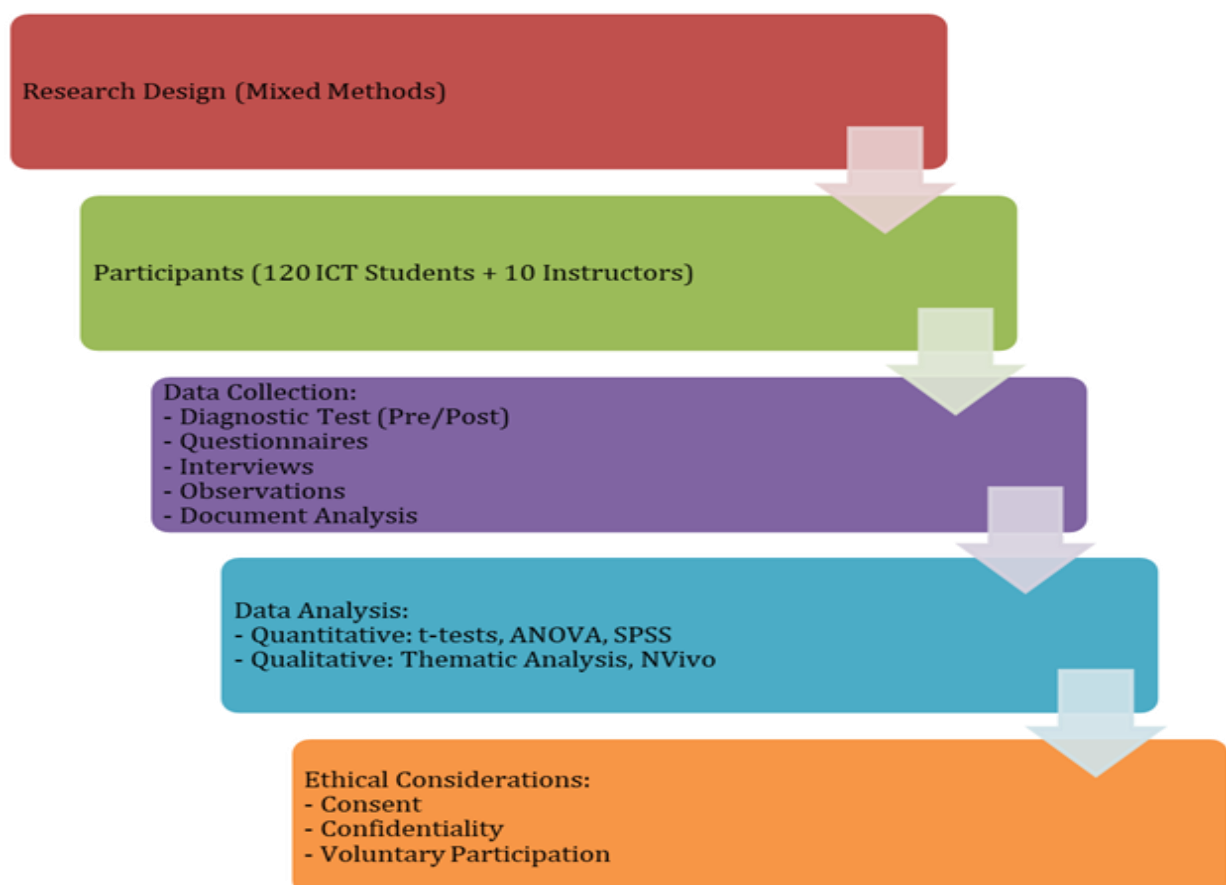 Research Design (Mixed Methods)
Participants (120 ICT Students + 10 Instructors)
Data Collection:
- Diagnostic Test (Pre/Post)
- Questionnaires
- Interviews
- Observations
- Document Analysis
Data Analysis:
- Quantitative: t-tests, ANOVA, SPSS
- Qualitative: Thematic Analysis, NVivo
Ethical Considerations:
- Consent
- Confidentiality
- Voluntary Participation